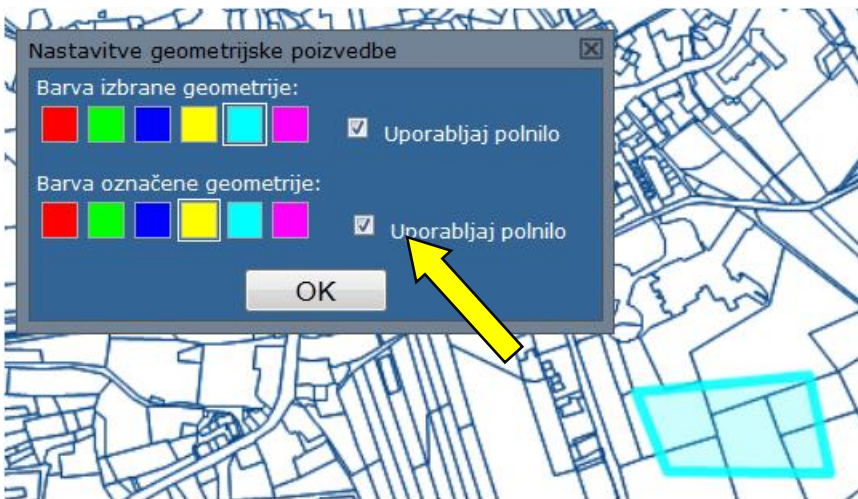 Nastavitve geometrijske poizvedbe
Barva izbrane geometrije:
Uporabljaj polnilo
Barva označene geometrije:
Uporabljaj polnilo
OK